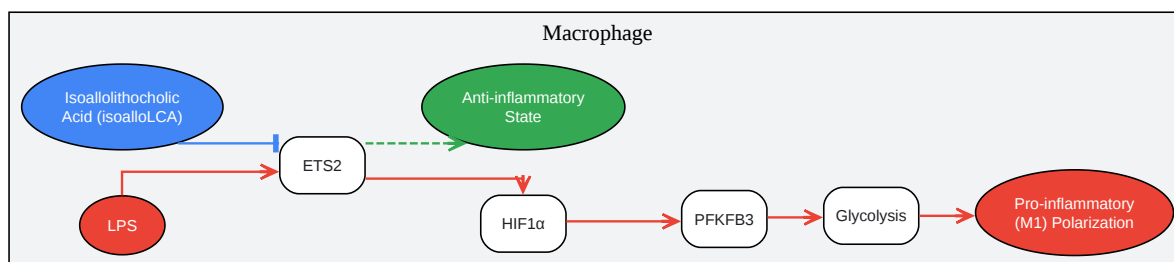 Macrophage
Isoallolithocholic
Acid (isoalloLCA)
Anti-inflammatory
State
ETS2
LPS
HIF1α
PFKFB3
Glycolysis
Pro-inflammatory
(M1) Polarization